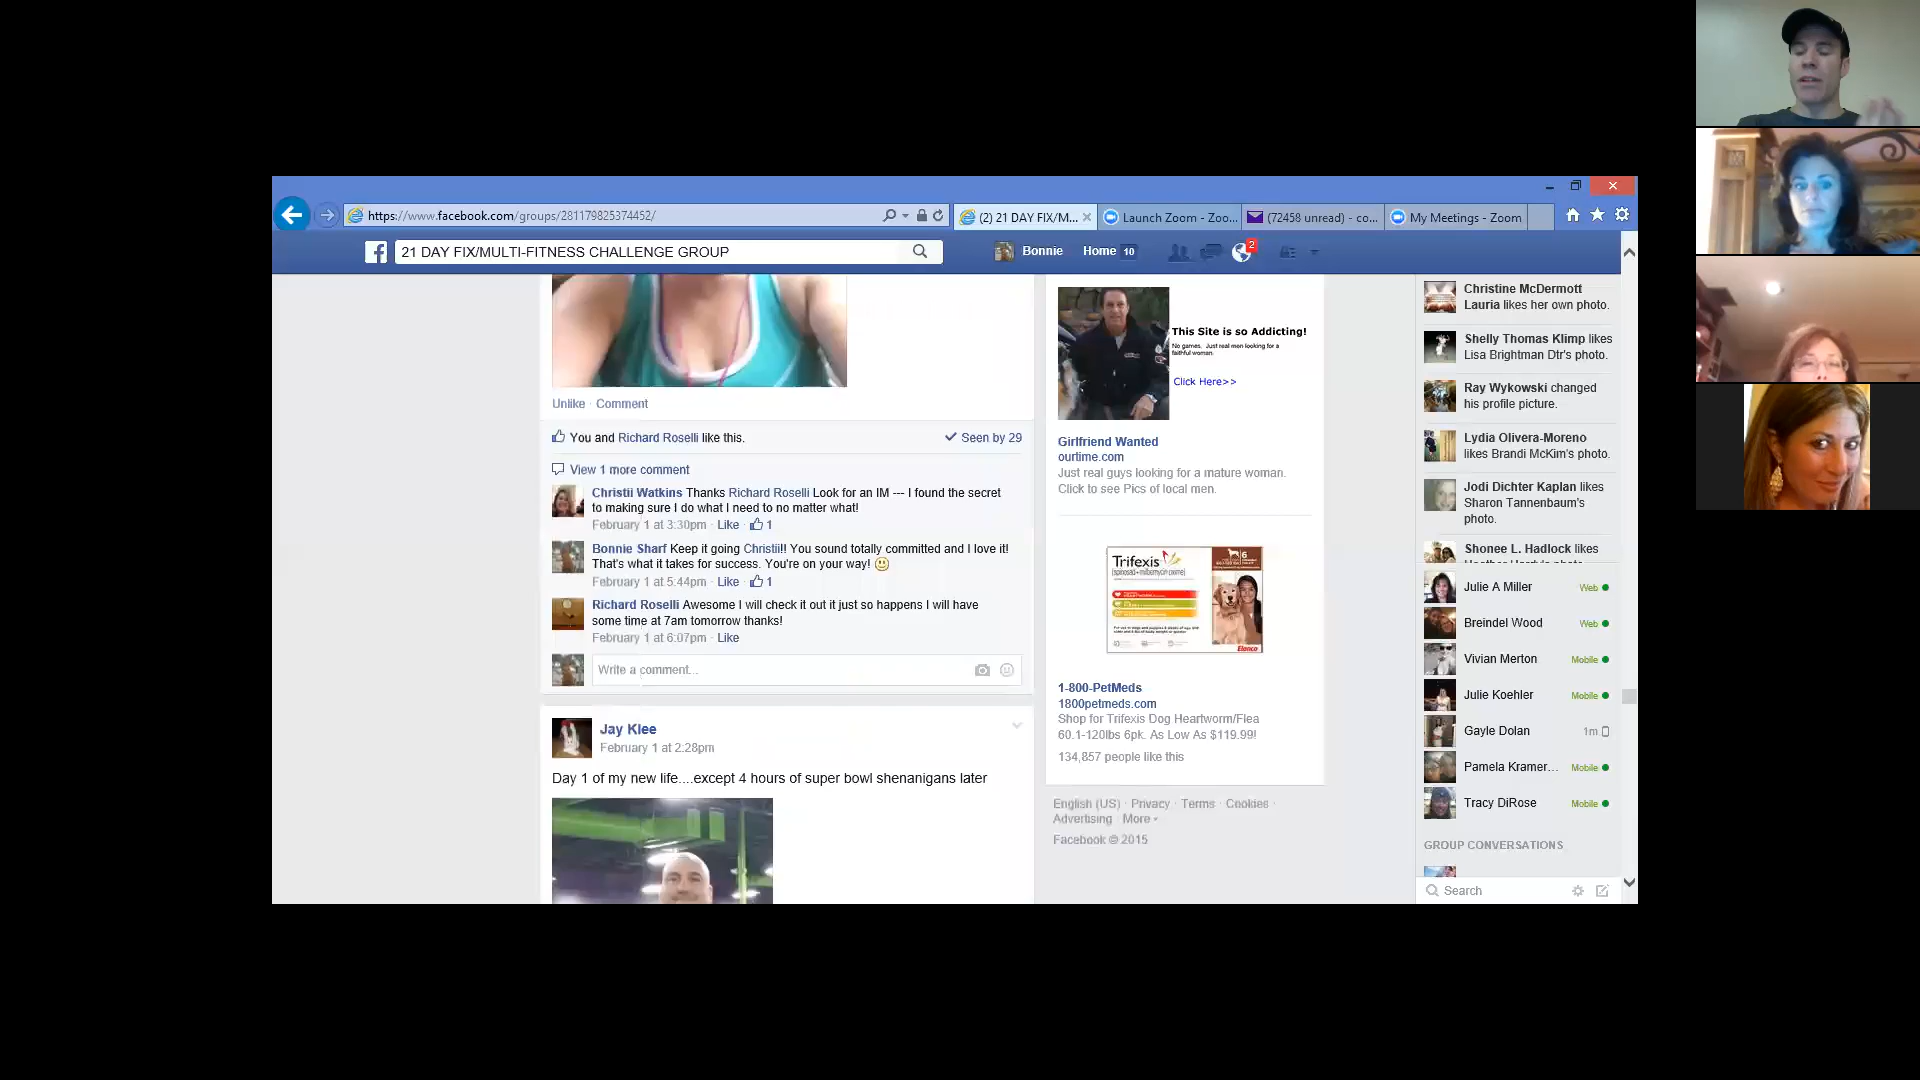 https://www.facebook.com/groups/281179825374452/
(2) 21 DAY FIX/M...
Launch Zoom - Zoo...
(72458 unread) - co...
My Meetings - Zoom
21 DAY FIX/MULTI-FITNESS CHALLENGE GROUP
Bonnie
Home 10
2
Unlike · Comment
You and Richard Roselli like this.
Seen by 29
View 1 more comment
Christii Watkins Thanks Richard Roselli Look for an IM --- I found the secret
to making sure I do what I need to no matter what!
February 1 at 3:30pm · Like · 1
Bonnie Sharf Keep it going Christii!! You sound totally committed and I love it!
That's what it takes for success. You're on your way!
February 1 at 5:44pm · Like · 1
Richard Roselli Awesome I will check it out it just so happens I will have
some time at 7am tomorrow thanks!
February 1 at 6:07pm · Like
Write a comment...
Jay Klee
February 1 at 2:28pm
Day 1 of my new life....except 4 hours of super bowl shenanigans later
This Site is so Addicting!
No games. Just real men looking for a
faithful woman.
Click Here>>
Girlfriend Wanted
ourtime.com
Just real guys looking for a mature woman.
Click to see Pics of local men.
Trifexis
Elanco
1-800-PetMeds
1800petmeds.com
Shop for Trifexis Dog Heartworm/Flea
60.1-120lbs 6pk. As Low As $119.99!
134,857 people like this
English (US) · Privacy · Terms · Cookies ·
Advertising · More
Facebook © 2015
Christine McDermott
Lauria likes her own photo.
Shelly Thomas Klimp likes
Lisa Brightman Dtr's photo.
Ray Wykowski changed
his profile picture.
Lydia Olivera-Moreno
likes Brandi McKim's photo.
Jodi Dichter Kaplan likes
Sharon Tannenbaum's
photo.
Shonee L. Hadlock likes
Julie A Miller Web
Breindel Wood Web
Vivian Merton Mobile
Julie Koehler Mobile
Gayle Dolan 1m
Pamela Kramer... Mobile
Tracy DiRose Mobile
GROUP CONVERSATIONS
Search